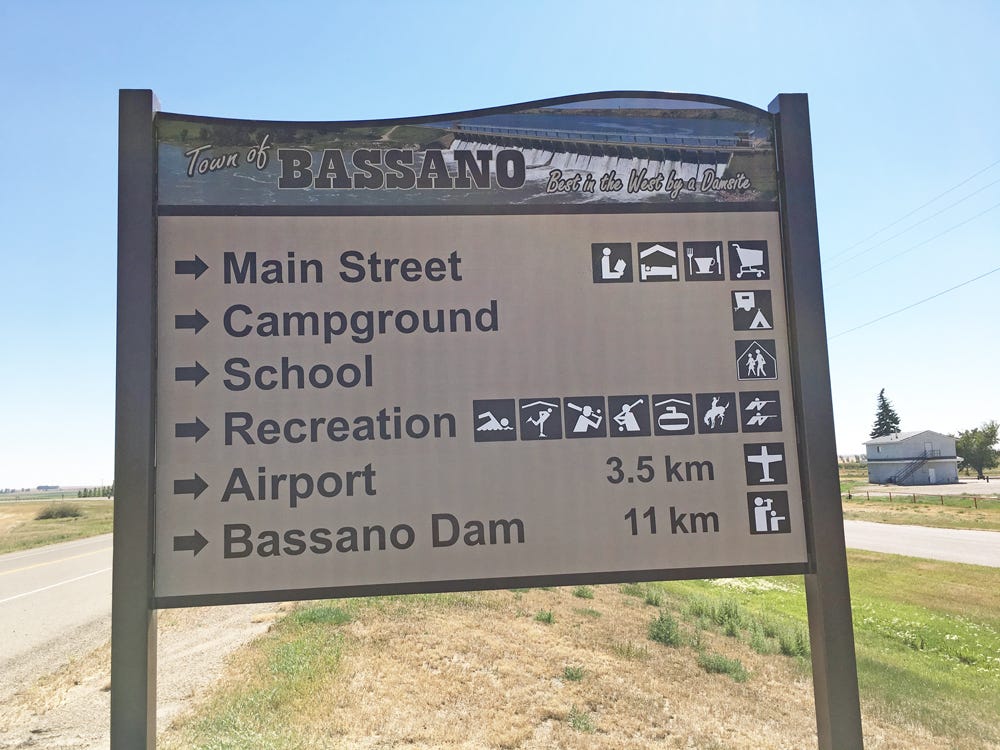 Town of BASSANO
Best in the West by a Damsite
Main Street
Campground
School
Recreation
Airport 3.5 km
Bassano Dam 11 km